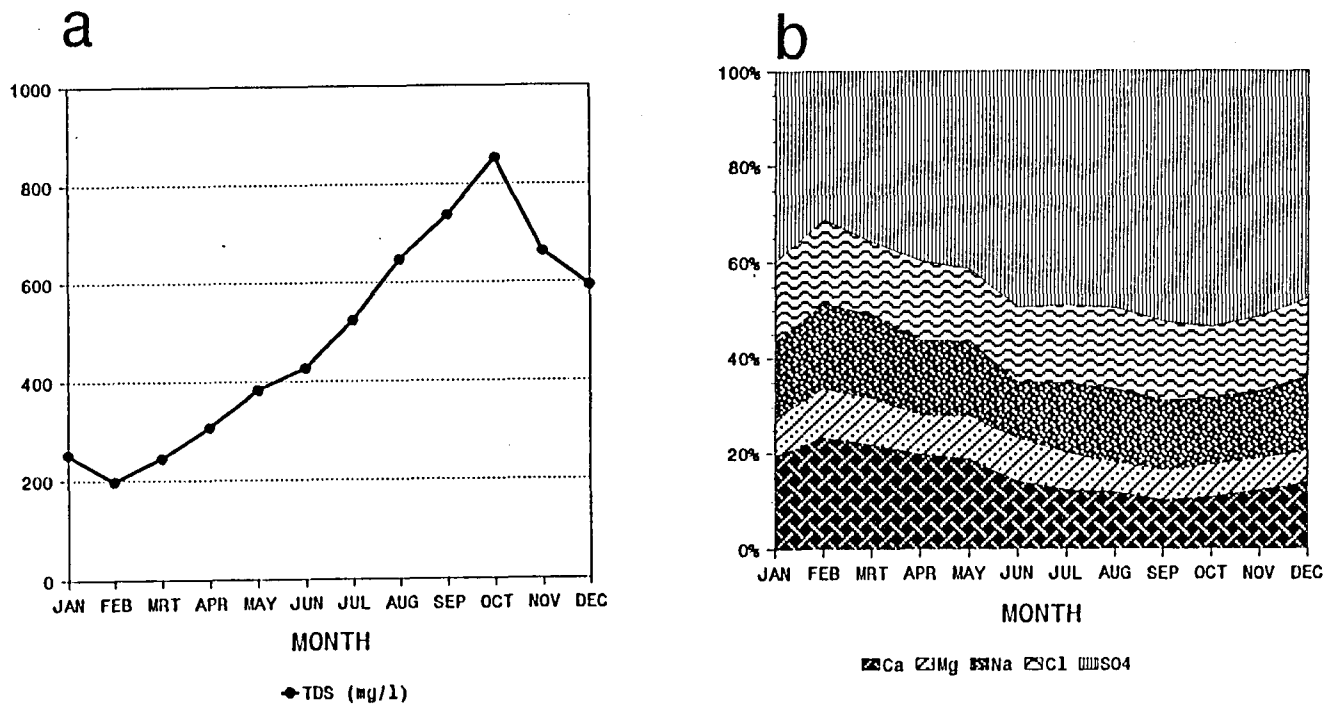 a
1000
800
600
400
200
0
JAN FEB MRT APR MAY JUN JUL AUG SEP OCT NOV DEC
MONTH
TDS (mg/l)
b
100%
80%
60%
40%
20%
0%
JAN FEB MRT APR MAY JUN JUL AUG SEP OCT NOV DEC
MONTH
Ca Mg Na Cl SO4